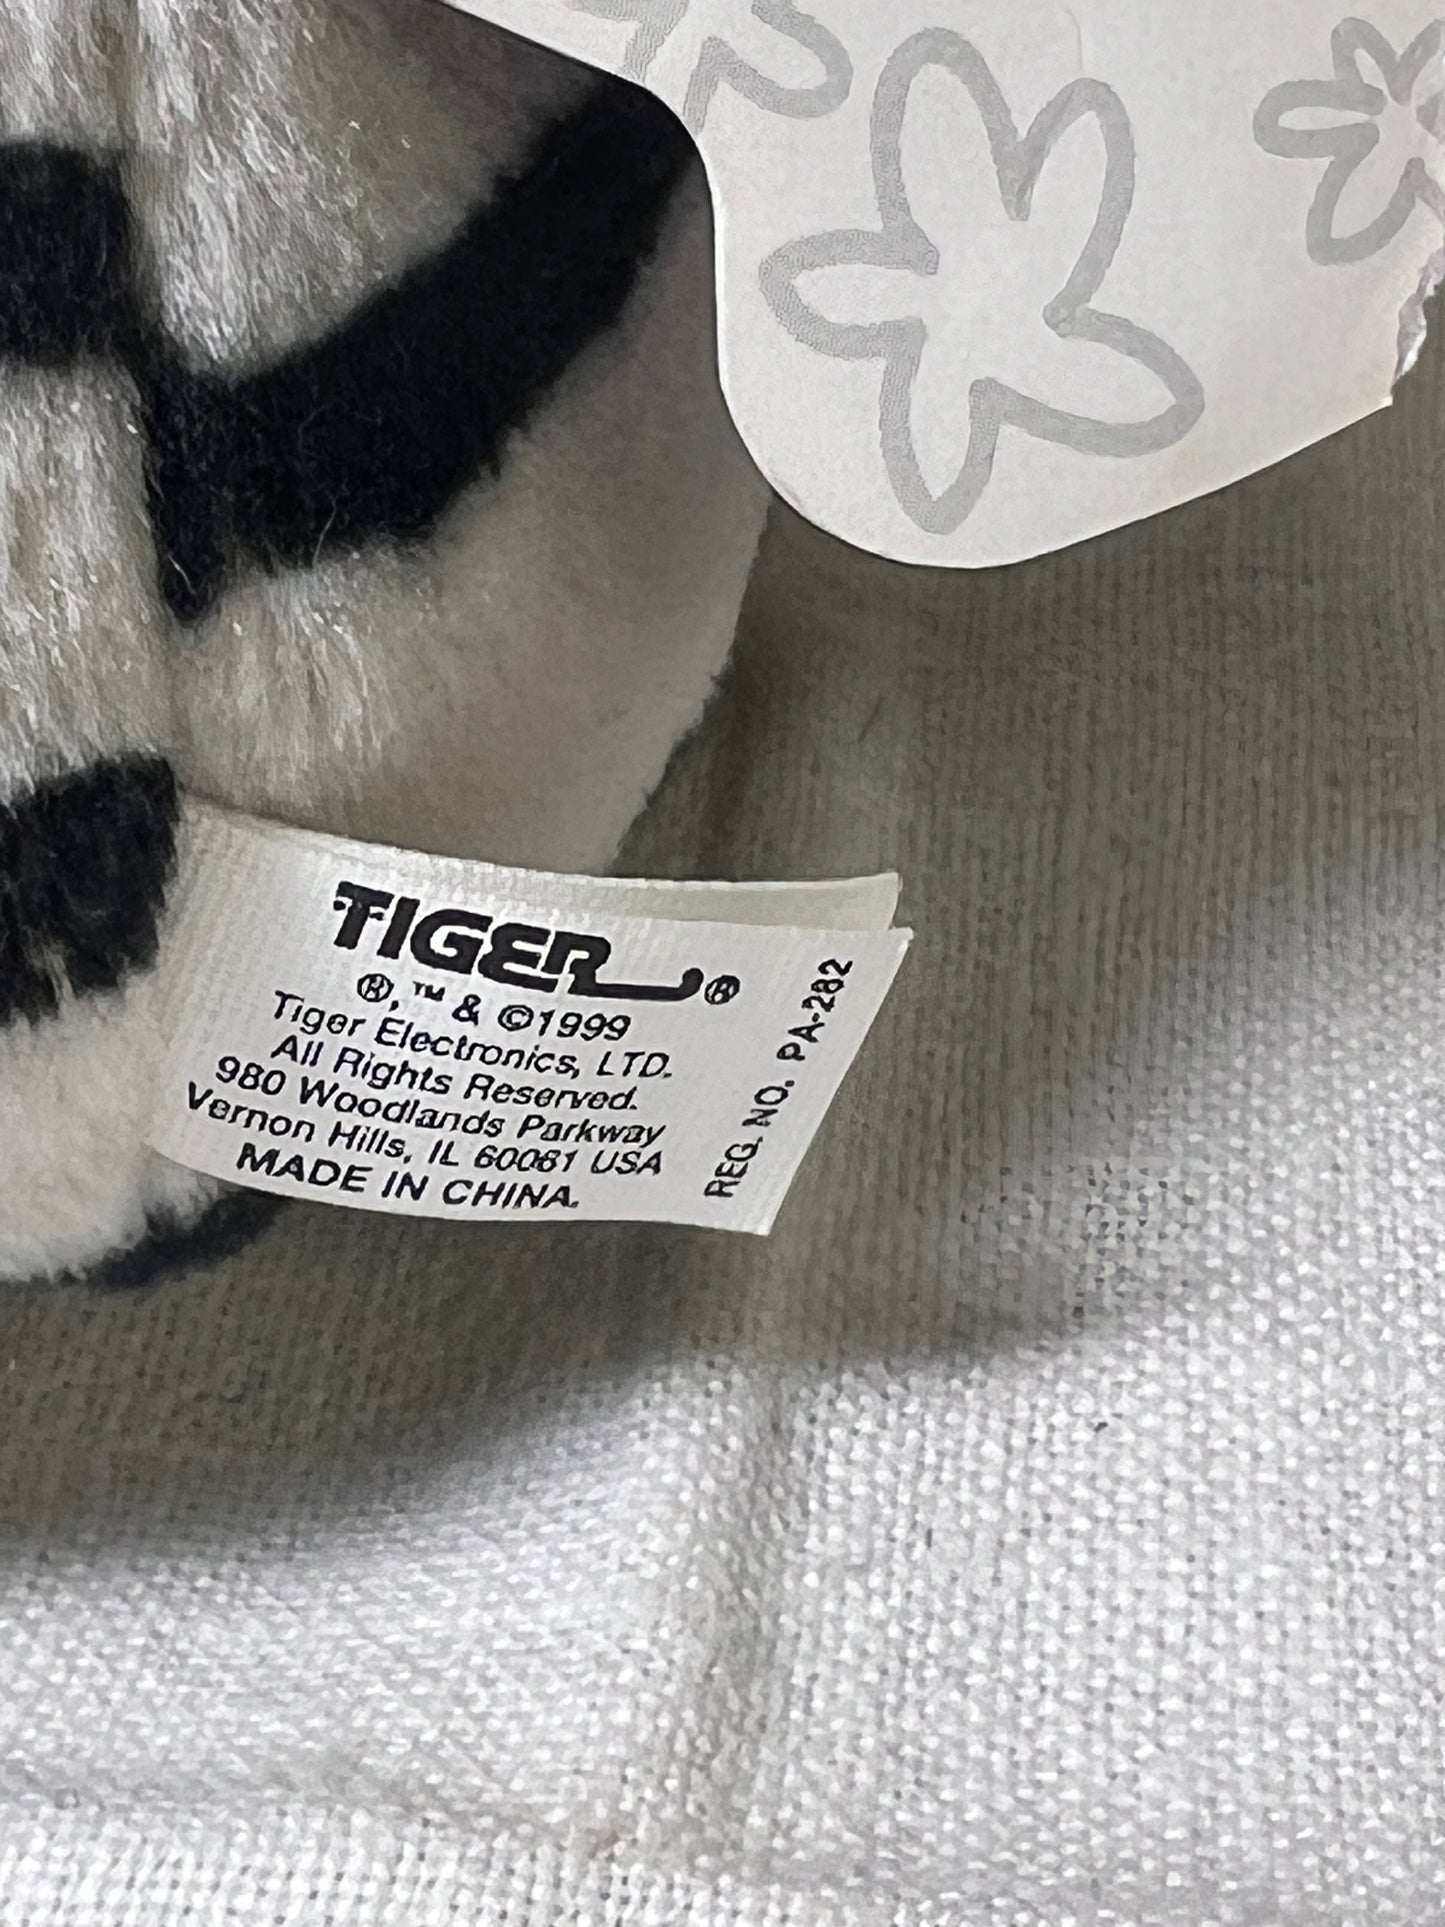 TIGER®
®, ™ & ©1999
Tiger Electronics, LTD.
All Rights Reserved.
980 Woodlands Parkway
Vernon Hills, IL 60061 USA
MADE IN CHINA.
REG. NO. PA-282